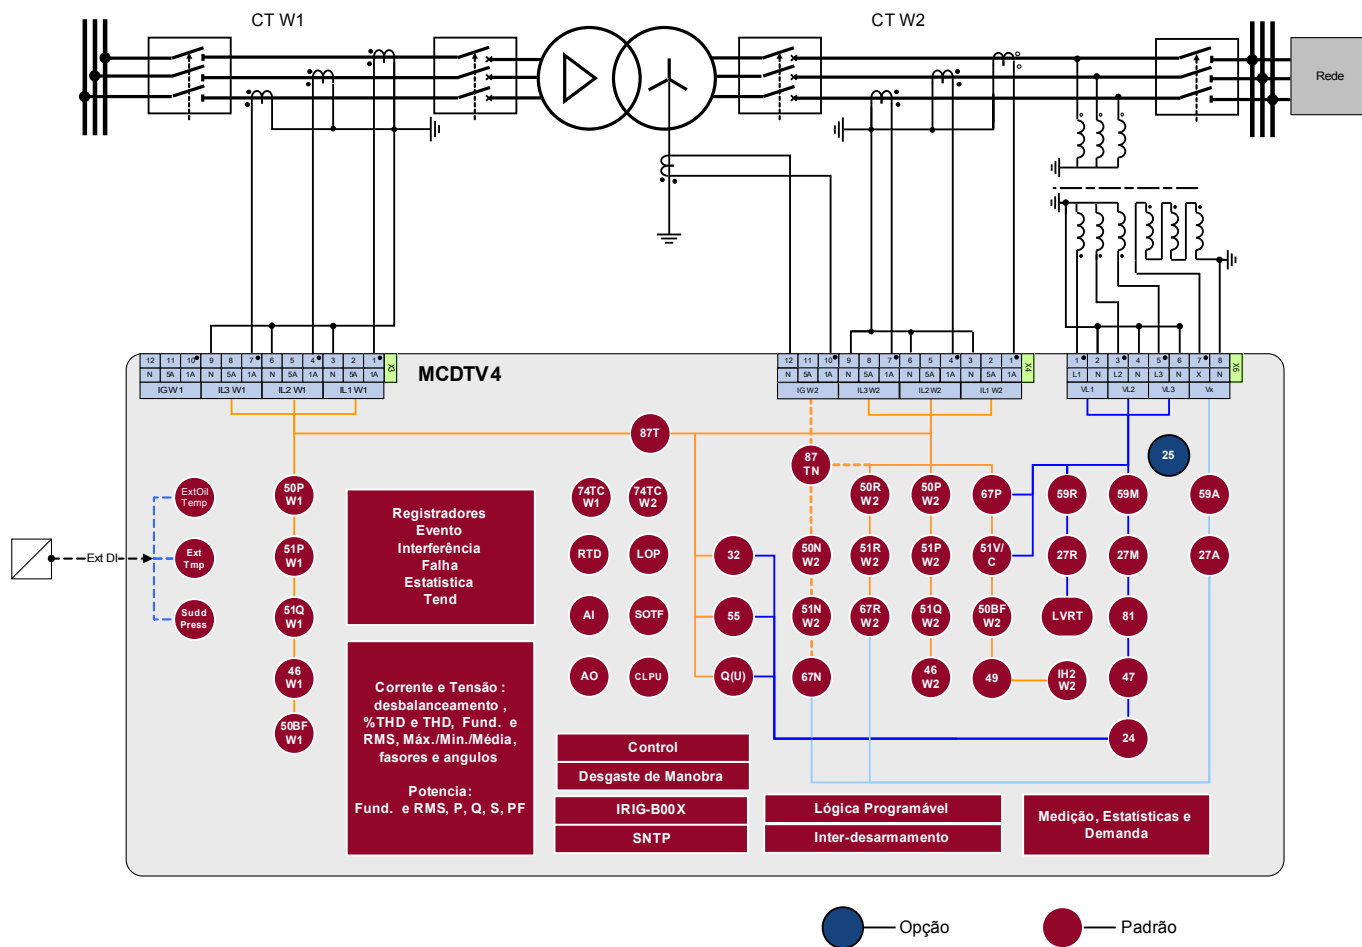 CT W1
CT W2
Rede
MCDTV4
12 11 10 9 8 7 6 5 4 3 2 1
N 5A 1A N 5A 1A N 5A 1A N 5A 1A
IG W1 IL3 W1 IL2 W1 IL1 W1
X3
12 11 10 9 8 7 6 5 4 3 2 1
N 5A 1A N 5A 1A N 5A 1A N 5A 1A
IG W2 IL3 W2 IL2 W2 IL1 W2
X4
1 2 3 4 5 6 7 8
L1 N L2 N L3 N X N
VL1 VL2 VL3 Vx
X6
87T
87
TN
25
ExtOil
Temp
Ext
Tmp
Sudd
Press
Ext DI
50P
W1
51P
W1
51Q
W1
46
W1
50BF
W1
Registradores
Evento
Interferência
Falha
Estatistica
Tend
Corrente e Tensão :
desbalanceamento ,
%THD e THD, Fund. e
RMS, Máx./Min./Média,
fasores e angulos
Potencia:
Fund. e RMS, P, Q, S, PF
74TC
W1
74TC
W2
RTD
LOP
AI
SOTF
AO
CLPU
32
55
Q(U)
50N
W2
51N
W2
67N
50R
W2
51R
W2
67R
W2
50P
W2
51P
W2
51Q
W2
46
W2
67P
51V/
C
50BF
W2
49
IH2
W2
59R
27R
LVRT
59M
27M
81
47
24
59A
27A
Control
Desgaste de Manobra
IRIG-B00X
SNTP
Lógica Programável
Inter-desarmamento
Medição, Estatísticas e
Demanda
Opção
Padrão